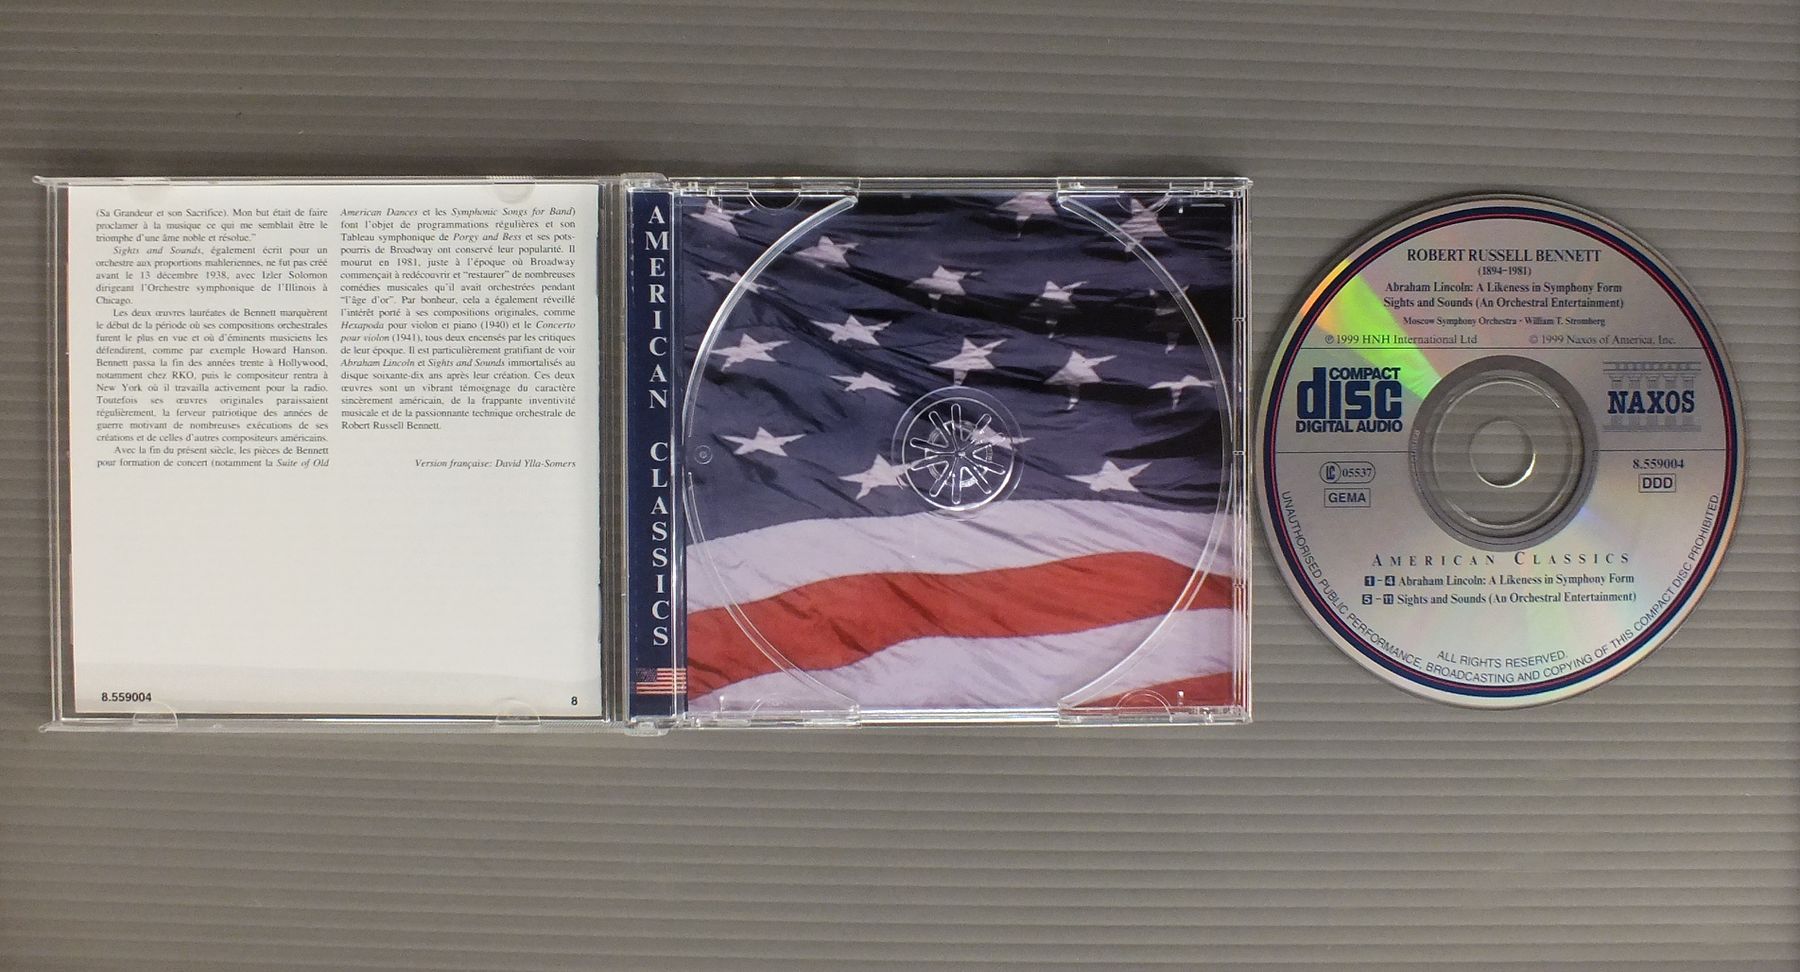 (Sa Grandeur et son Sacrifice). Mon but était de faire
proclamer à la musique ce qui me semblait être le
triomphe d'une âme noble et résolue."
Sights and Sounds, également écrit pour un
orchestre aux proportions mahleriennes, ne fut pas créé
avant le 13 décembre 1938, avec Izler Solomon
dirigeant l'Orchestre symphonique de l'Illinois à
Chicago.
Les deux œuvres lauréates de Bennett marquèrent
le début de la période où ses compositions orchestrales
furent le plus en vue et où d'éminents musiciens les
défendirent, comme par exemple Howard Hanson.
Bennett passa la fin des années trente à Hollywood,
notamment chez RKO, puis le compositeur rentra à
New York où il travailla activement pour la radio.
Toutefois ses œuvres originales paraissaient
régulièrement, la ferveur patriotique des années de
guerre motivant de nombreuses exécutions de ses
créations et de celles d'autres compositeurs américains.
Avec la fin du présent siècle, les pièces de Bennett
pour formation de concert (notamment la Suite of Old
American Dances et les Symphonic Songs for Band)
font l'objet de programmations régulières et son
Tableau symphonique de Porgy and Bess et ses pots-
pourris de Broadway ont conservé leur popularité. Il
mourut en 1981, juste à l'époque où Broadway
commençait à redécouvrir et "restaurer" de nombreuses
comédies musicales qu'il avait orchestrées pendant
"l'âge d'or". Par bonheur, cela a également réveillé
l'intérêt porté à ses compositions originales, comme
Hexapoda pour violon et piano (1940) et le Concerto
pour violon (1941), tous deux encensés par les critiques
de leur époque. Il est particulièrement gratifiant de voir
Abraham Lincoln et Sights and Sounds immortalisés au
disque soixante-dix ans après leur création. Ces deux
œuvres sont un vibrant témoignage du caractère
sincèrement américain, de la frappante inventivité
musicale et de la passionnante technique orchestrale de
Robert Russell Bennett.
Version française: David Ylla-Somers
8.559004
8
AMERICAN CLASSICS
ROBERT RUSSELL BENNETT
(1894-1981)
Abraham Lincoln: A Likeness in Symphony Form
Sights and Sounds (An Orchestral Entertainment)
Moscow Symphony Orchestra • William T. Stromberg
℗ 1999 HNH International Ltd
© 1999 Naxos of America, Inc.
COMPACT
disc
DIGITAL AUDIO
NAXOS
LC 05537
GEMA
8.559004
DDD
AMERICAN CLASSICS
1 - 4 Abraham Lincoln: A Likeness in Symphony Form
5 - 11 Sights and Sounds (An Orchestral Entertainment)
ALL RIGHTS RESERVED.
UNAUTHORISED PUBLIC PERFORMANCE, BROADCASTING AND COPYING OF THIS COMPACT DISC PROHIBITED.